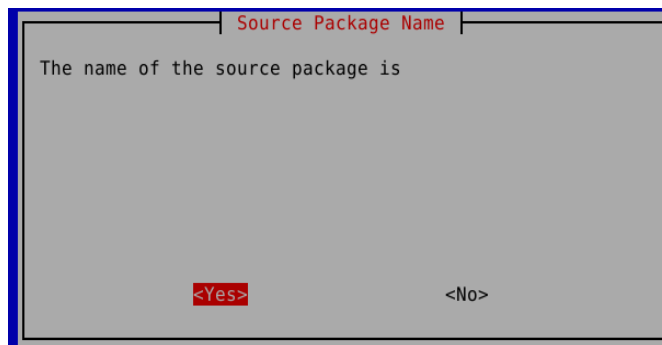 Source Package Name
The name of the source package is
<Yes> <No>